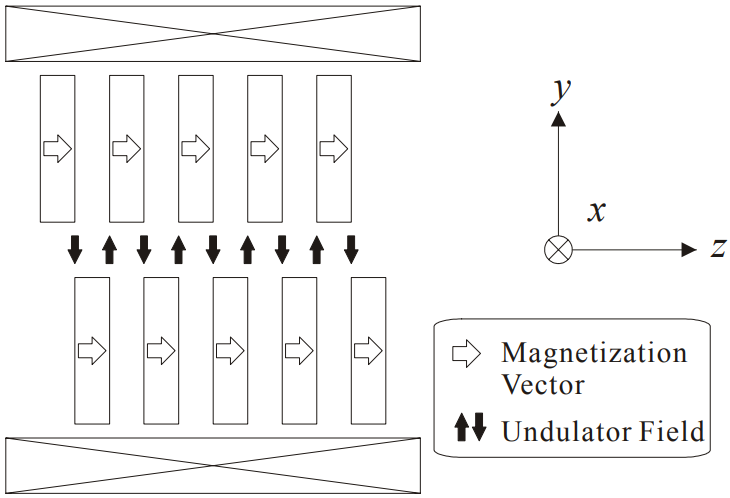 y
x
z
Magnetization
Vector
Undulator Field